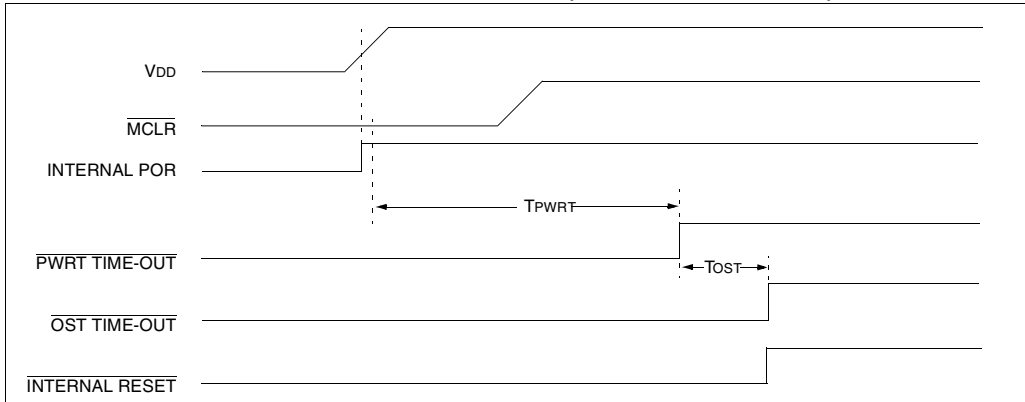 VDD
MCLR
INTERNAL POR
TPWRT
PWRT TIME-OUT
TOST
OST TIME-OUT
INTERNAL RESET